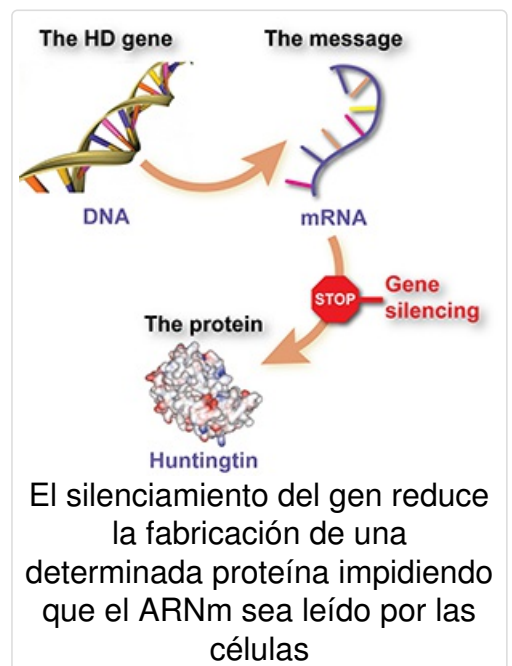 The HD gene
The message
DNA
mRNA
STOP
Gene
silencing
The protein
Huntingtin
El silenciamiento del gen reduce
la fabricación de una
determinada proteína impidiendo
que el ARNm sea leído por las
células